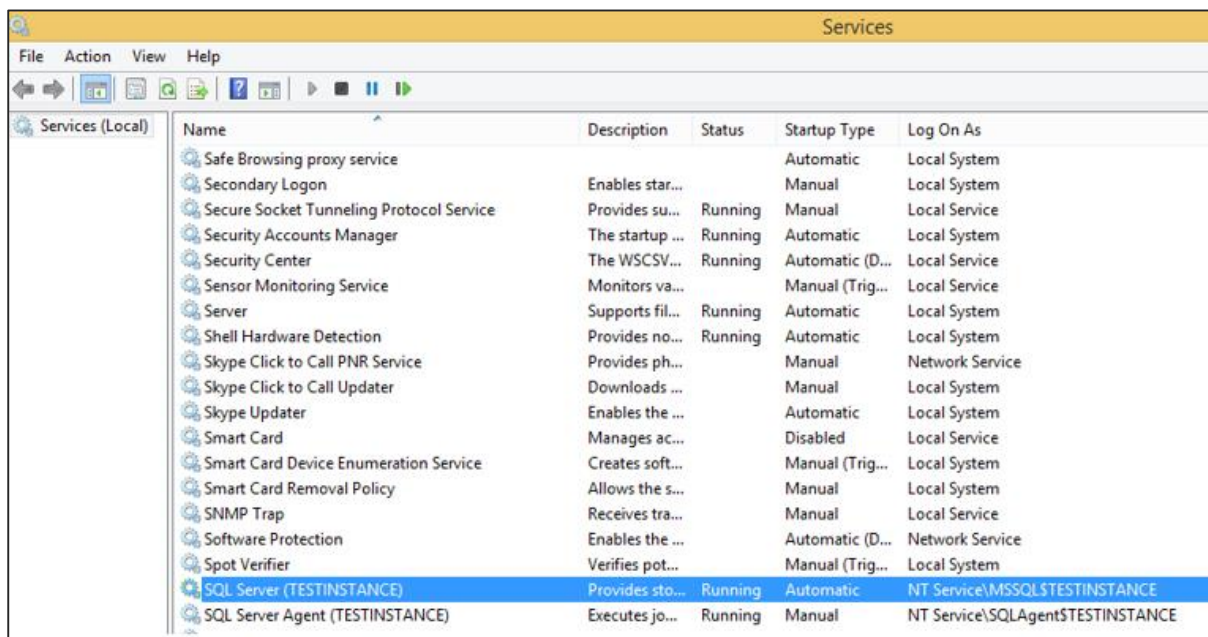 Services
File Action View Help
Services (Local)
Name Description Status Startup Type Log On As
Safe Browsing proxy service Automatic Local System
Secondary Logon Enables star... Manual Local System
Secure Socket Tunneling Protocol Service Provides su... Running Manual Local Service
Security Accounts Manager The startup ... Running Automatic Local System
Security Center The WSCSV... Running Automatic (D... Local Service
Sensor Monitoring Service Monitors va... Manual (Trig... Local Service
Server Supports fil... Running Automatic Local System
Shell Hardware Detection Provides no... Running Automatic Local System
Skype Click to Call PNR Service Provides ph... Manual Network Service
Skype Click to Call Updater Downloads ... Manual Local System
Skype Updater Enables the ... Automatic Local System
Smart Card Manages ac... Disabled Local Service
Smart Card Device Enumeration Service Creates soft... Manual (Trig... Local System
Smart Card Removal Policy Allows the s... Manual Local System
SNMP Trap Receives tra... Manual Local Service
Software Protection Enables the ... Automatic (D... Network Service
Spot Verifier Verifies pot... Manual (Trig... Local System
SQL Server (TESTINSTANCE) Provides sto... Running Automatic NT Service\MSSQL$TESTINSTANCE
SQL Server Agent (TESTINSTANCE) Executes jo... Running Manual NT Service\SQLAgent$TESTINSTANCE